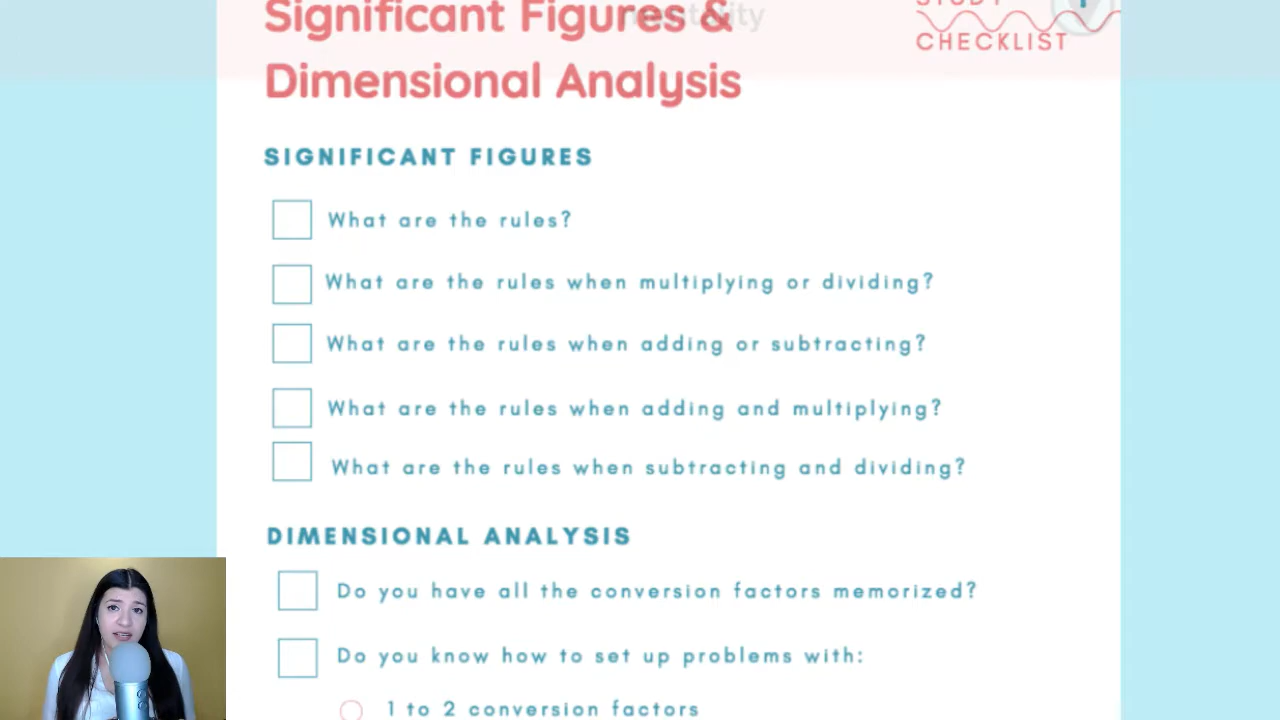 Significant Figures &
STUDY
CHECKLIST
Dimensional Analysis
SIGNIFICANT FIGURES
What are the rules?
What are the rules when multiplying or dividing?
What are the rules when adding or subtracting?
What are the rules when adding and multiplying?
What are the rules when subtracting and dividing?
DIMENSIONAL ANALYSIS
Do you have all the conversion factors memorized?
Do you know how to set up problems with:
1 to 2 conversion factors